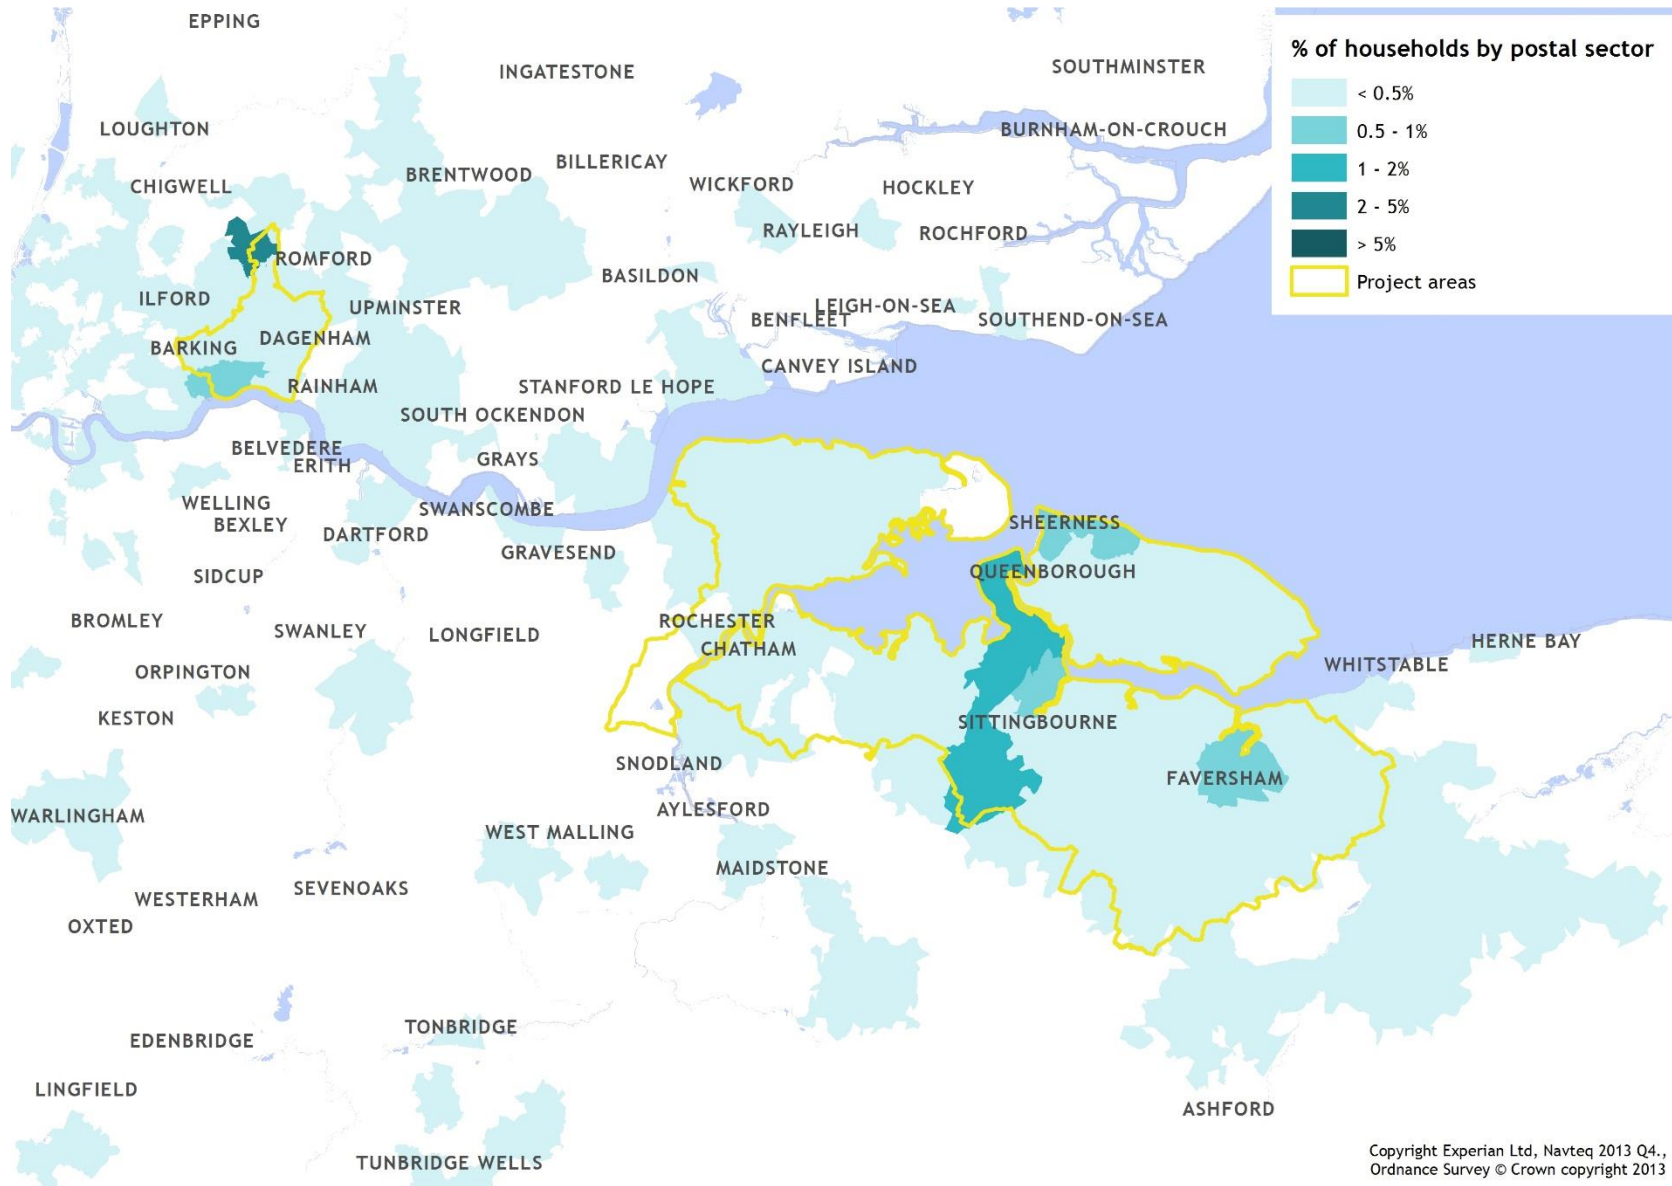 EPPING
INGATESTONE
SOUTHMINSTER
% of households by postal sector
< 0.5%
0.5 - 1%
1 - 2%
2 - 5%
> 5%
Project areas
LOUGHTON
BURNHAM-ON-CROUCH
BILLERICAY
CHIGWELL
BRENTWOOD
WICKFORD
HOCKLEY
RAYLEIGH
ROCHFORD
ROMFORD
BASILDON
ILFORD
UPMINSTER
LEIGH-ON-SEA
BENFLEET
SOUTHEND-ON-SEA
BARKING
DAGENHAM
CANVEY ISLAND
RAINHAM
STANFORD LE HOPE
SOUTH OCKENDON
BELVEDERE
ERITH
GRAYS
WELLING
BEXLEY
SWANSCOMBE
DARTFORD
SHEERNESS
GRAVESEND
SIDCUP
QUEENBOROUGH
BROMLEY
SWANLEY
LONGFIELD
ROCHESTER
CHATHAM
HERNE BAY
WHITSTABLE
ORPINGTON
KESTON
SITTINGBOURNE
SNODLAND
FAVERSHAM
WARLINGHAM
AYLESFORD
WEST MALLING
MAIDSTONE
WESTERHAM
SEVENOAKS
OXTED
TONBRIDGE
EDENBRIDGE
LINGFIELD
ASHFORD
TUNBRIDGE WELLS
Copyright Experian Ltd, Navteq 2013 Q4.,
Ordnance Survey © Crown copyright 2013